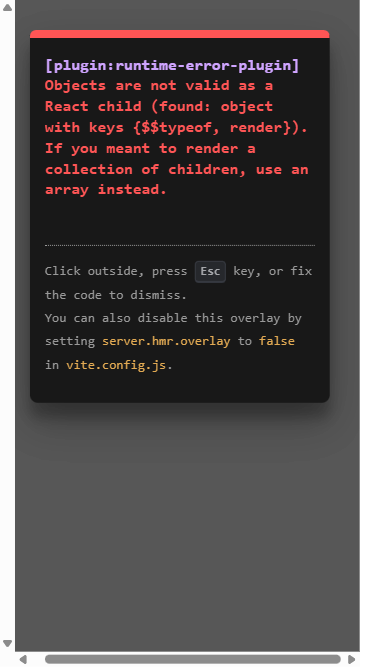 [plugin:runtime-error-plugin]
Objects are not valid as a
React child (found: object
with keys {$$typeof, render}).
If you meant to render a
collection of children, use an
array instead.
Click outside, press Esc key, or fix
the code to dismiss.
You can also disable this overlay by
setting server.hmr.overlay to false
in vite.config.js.